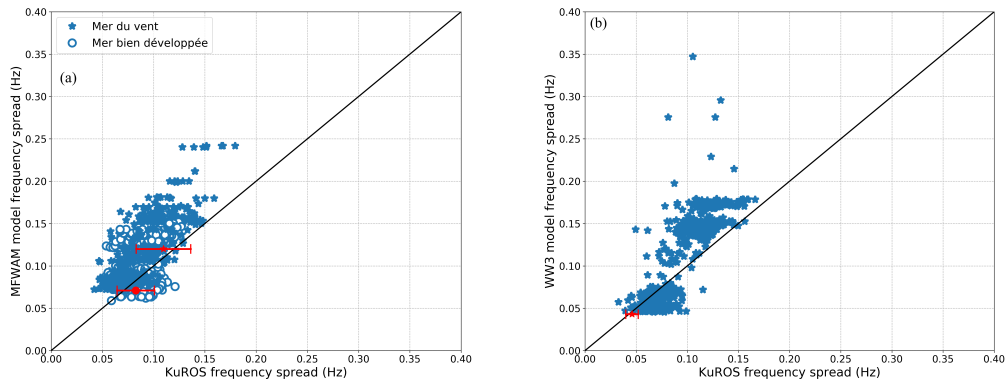 Mer du vent
Mer bien développée
(a)
MFWAM model frequency spread (Hz)
0.40
0.35
0.30
0.25
0.20
0.15
0.10
0.05
0.00
0.00 0.05 0.10 0.15 0.20 0.25 0.30 0.35 0.40
KuROS frequency spread (Hz)
(b)
WW3 model frequency spread (Hz)
0.40
0.35
0.30
0.25
0.20
0.15
0.10
0.05
0.00
0.00 0.05 0.10 0.15 0.20 0.25 0.30 0.35 0.40
KuROS frequency spread (Hz)